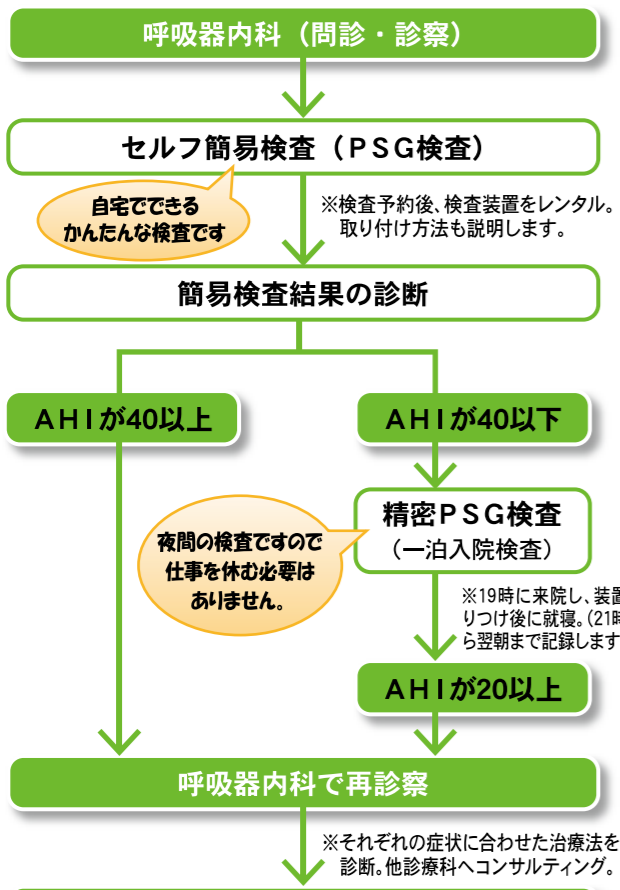 呼吸器内科（問診・診察）
セルフ簡易検査（PSG検査）
自宅でできる
かんたんな検査です
※検査予約後、検査装置をレンタル。
取り付け方法も説明します。
簡易検査結果の診断
AHIが40以上
AHIが40以下
精密PSG検査
（一泊入院検査）
夜間の検査ですので
仕事を休む必要は
ありません。
※19時に来院し、装置
りつけ後に就寝。(21時
ら翌朝まで記録します
AHIが20以上
呼吸器内科で再診察
※それぞれの症状に合わせた治療法を
診断。他診療科へコンサルティング。